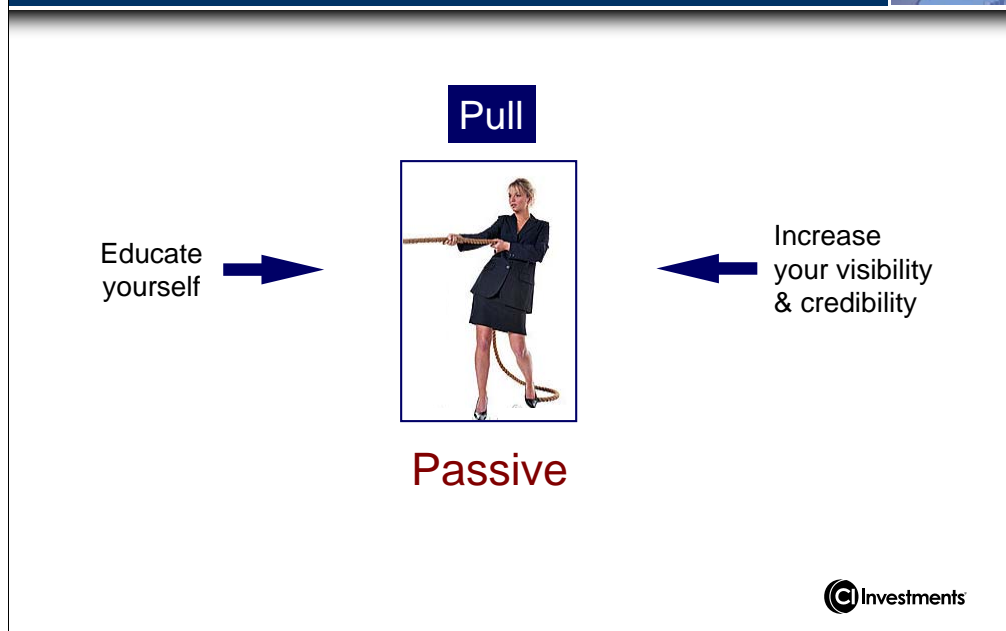 Pull
Educate
yourself
Increase
your visibility
& credibility
Passive
CI Investments